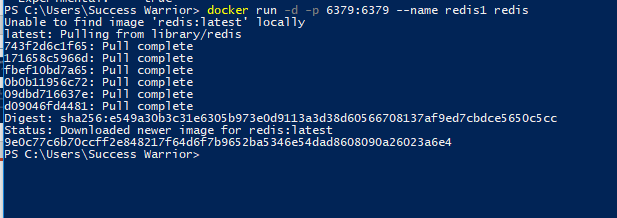 Experimental: true
PS C:\Users\Success Warrior> docker run -d -p 6379:6379 --name redis1 redis
Unable to find image 'redis:latest' locally
latest: Pulling from library/redis
743f2d6c1f65: Pull complete
171658c5966d: Pull complete
fbef10bd7a65: Pull complete
0b0b11956c72: Pull complete
09dbd716637e: Pull complete
d09046fd4481: Pull complete
Digest: sha256:e549a30b3c31e6305b973e0d9113a3d38d60566708137af9ed7cbdce5650c5cc
Status: Downloaded newer image for redis:latest
9e0c77c6b70ccff2e848217f64d6f7b9652ba5346e54dad8608090a26023a6e4
PS C:\Users\Success Warrior>